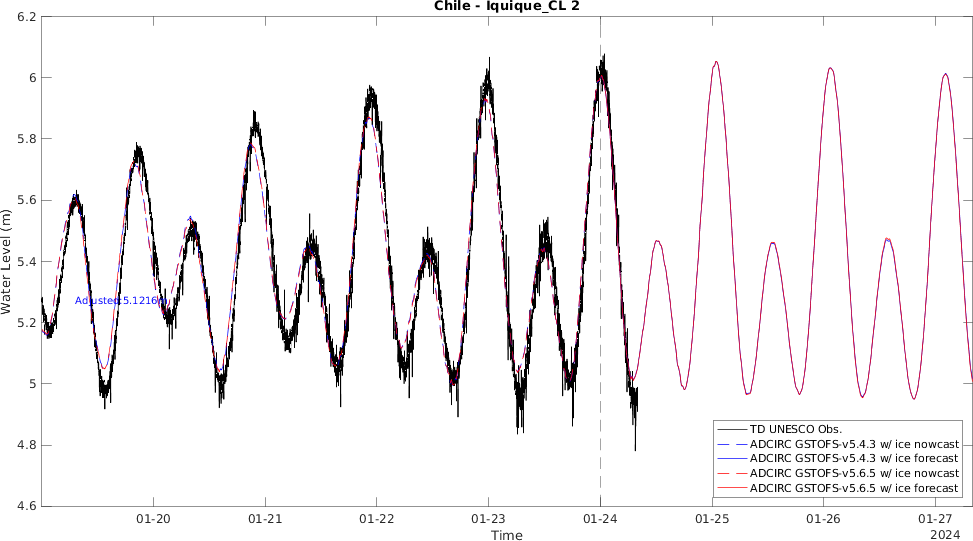 Chile - Iquique_CL 2
6.2
6
5.8
5.6
5.4
5.2
5
4.8
4.6
Water Level (m)
Adjusted:5.1216
TD UNESCO Obs.
ADCIRC GSTOFS-v5.4.3 w/ ice nowcast
ADCIRC GSTOFS-v5.4.3 w/ ice forecast
ADCIRC GSTOFS-v5.6.5 w/ ice nowcast
ADCIRC GSTOFS-v5.6.5 w/ ice forecast
01-20 01-21 01-22 01-23 01-24 01-25 01-26 01-27
Time
2024